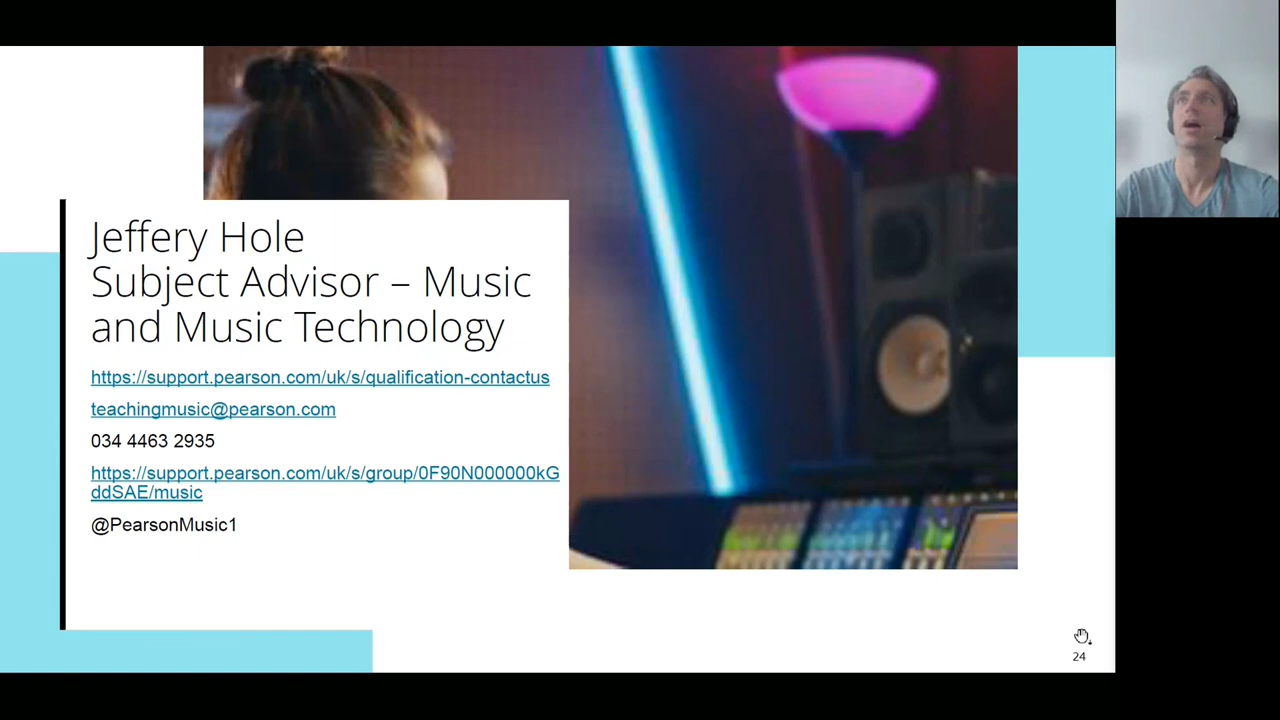 Jeffery Hole
Subject Advisor – Music
and Music Technology
https://support.pearson.com/uk/s/qualification-contactus
teachingmusic@pearson.com
034 4463 2935
https://support.pearson.com/uk/s/group/0F90N000000kG
ddSAE/music
@PearsonMusic1
24